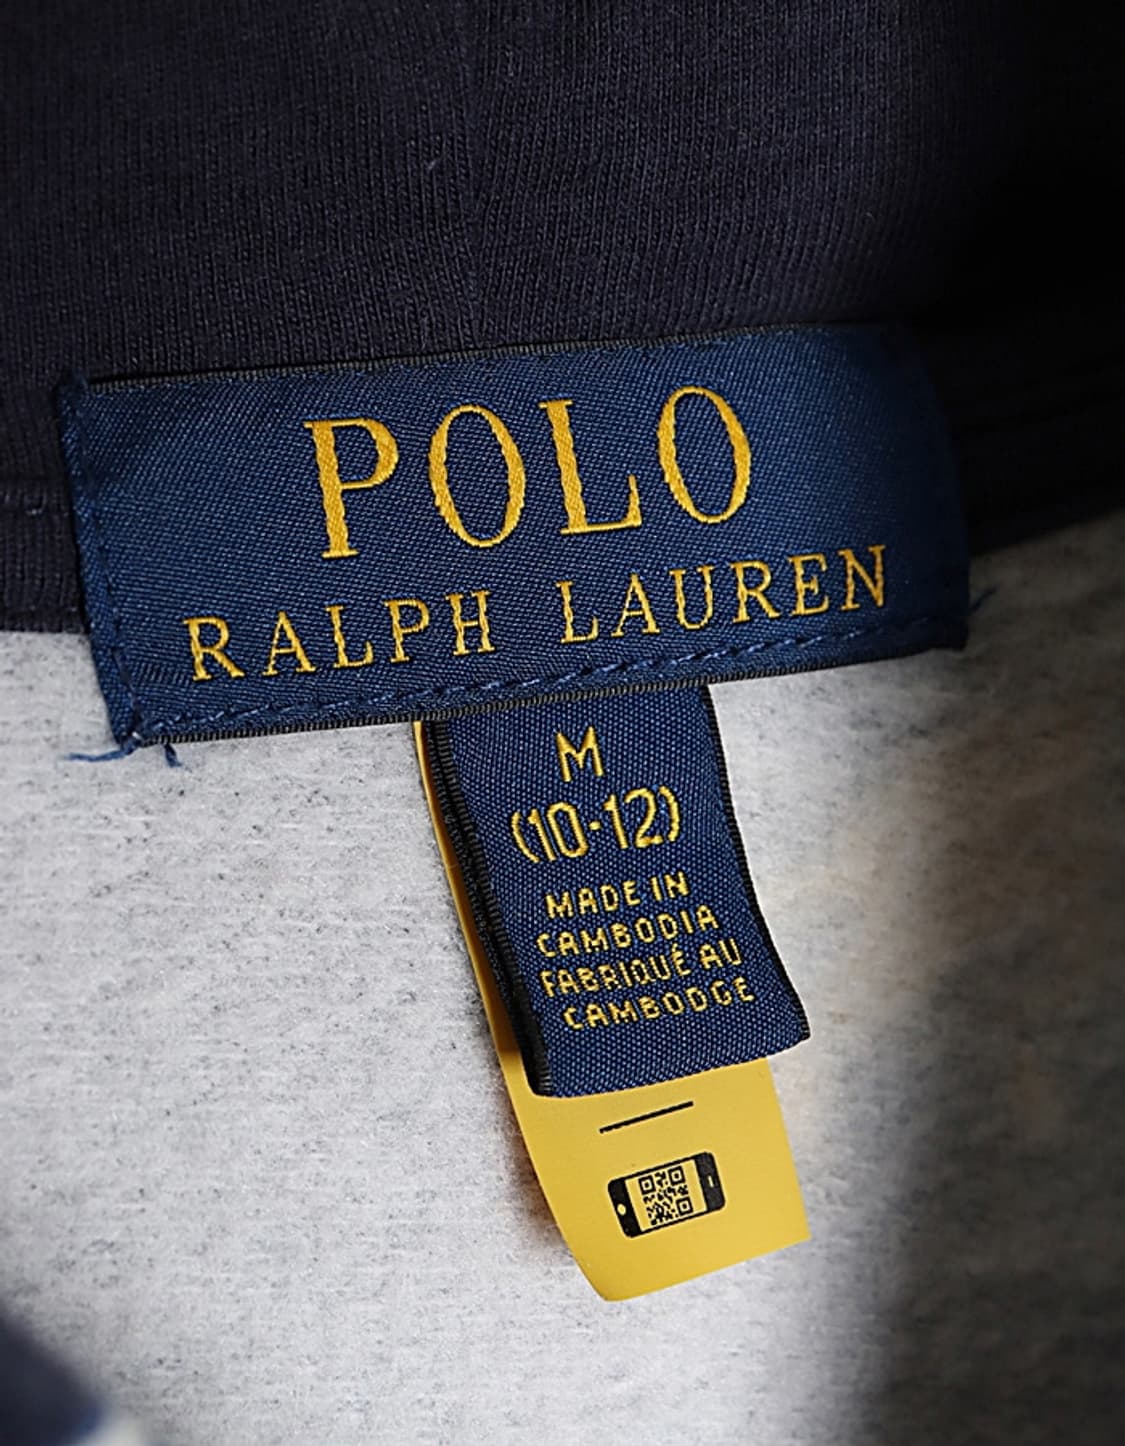 POLO
RALPH LAUREN
M
(10-12)
MADE IN
CAMBODIA
FABRIQUÉ AU
CAMBODGE